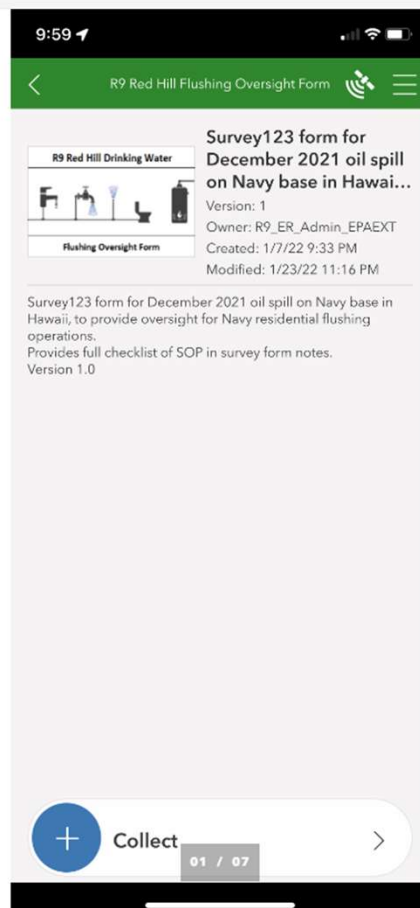 9:59
R9 Red Hill Flushing Oversight Form
R9 Red Hill Drinking Water
Flushing Oversight Form
Survey123 form for
December 2021 oil spill
on Navy base in Hawai...
Version: 1
Owner: R9_ER_Admin_EPAEXT
Created: 1/7/22 9:33 PM
Modified: 1/23/22 11:16 PM
Survey123 form for December 2021 oil spill on Navy base in
Hawaii, to provide oversight for Navy residential flushing
operations.
Provides full checklist of SOP in survey form notes.
Version 1.0
Collect
01 / 07